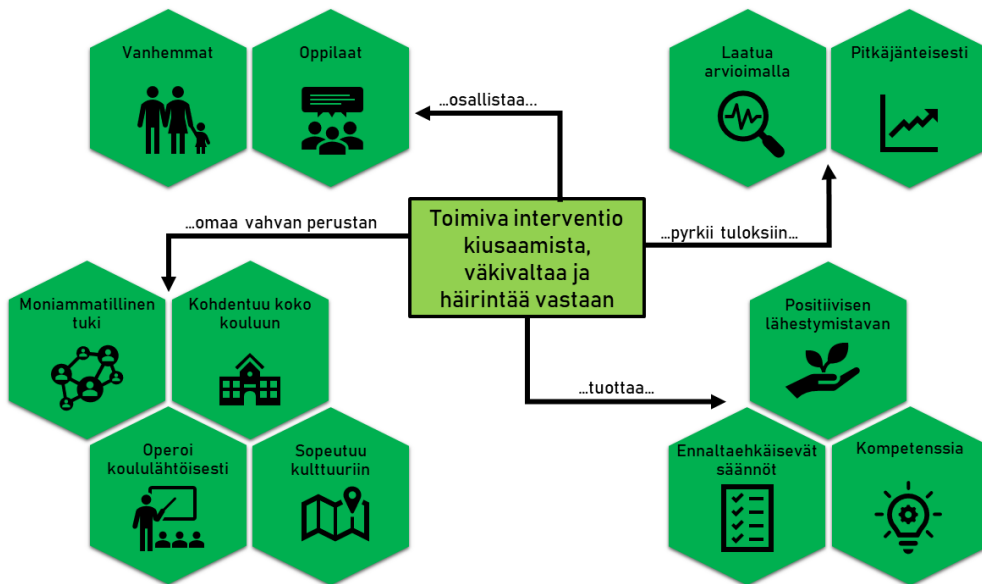 Vanhemmat
Oppilaat
...osallistaa...
Laatua
arvioimalla
Pitkäjänteisesti
Toimiva interventio
kiusaamista,
väkivaltaa ja
häirintää vastaan
...omaa vahvan perustan
...pyrkii tuloksiin...
Moniammatillinen
tuki
Kohdentuu koko
kouluun
Operoi
koululähtöisesti
Sopeutuu
kulttuuriin
...tuottaa...
Positiivisen
lähestymistavan
Ennaltaehkäisevät
säännöt
Kompetenssia